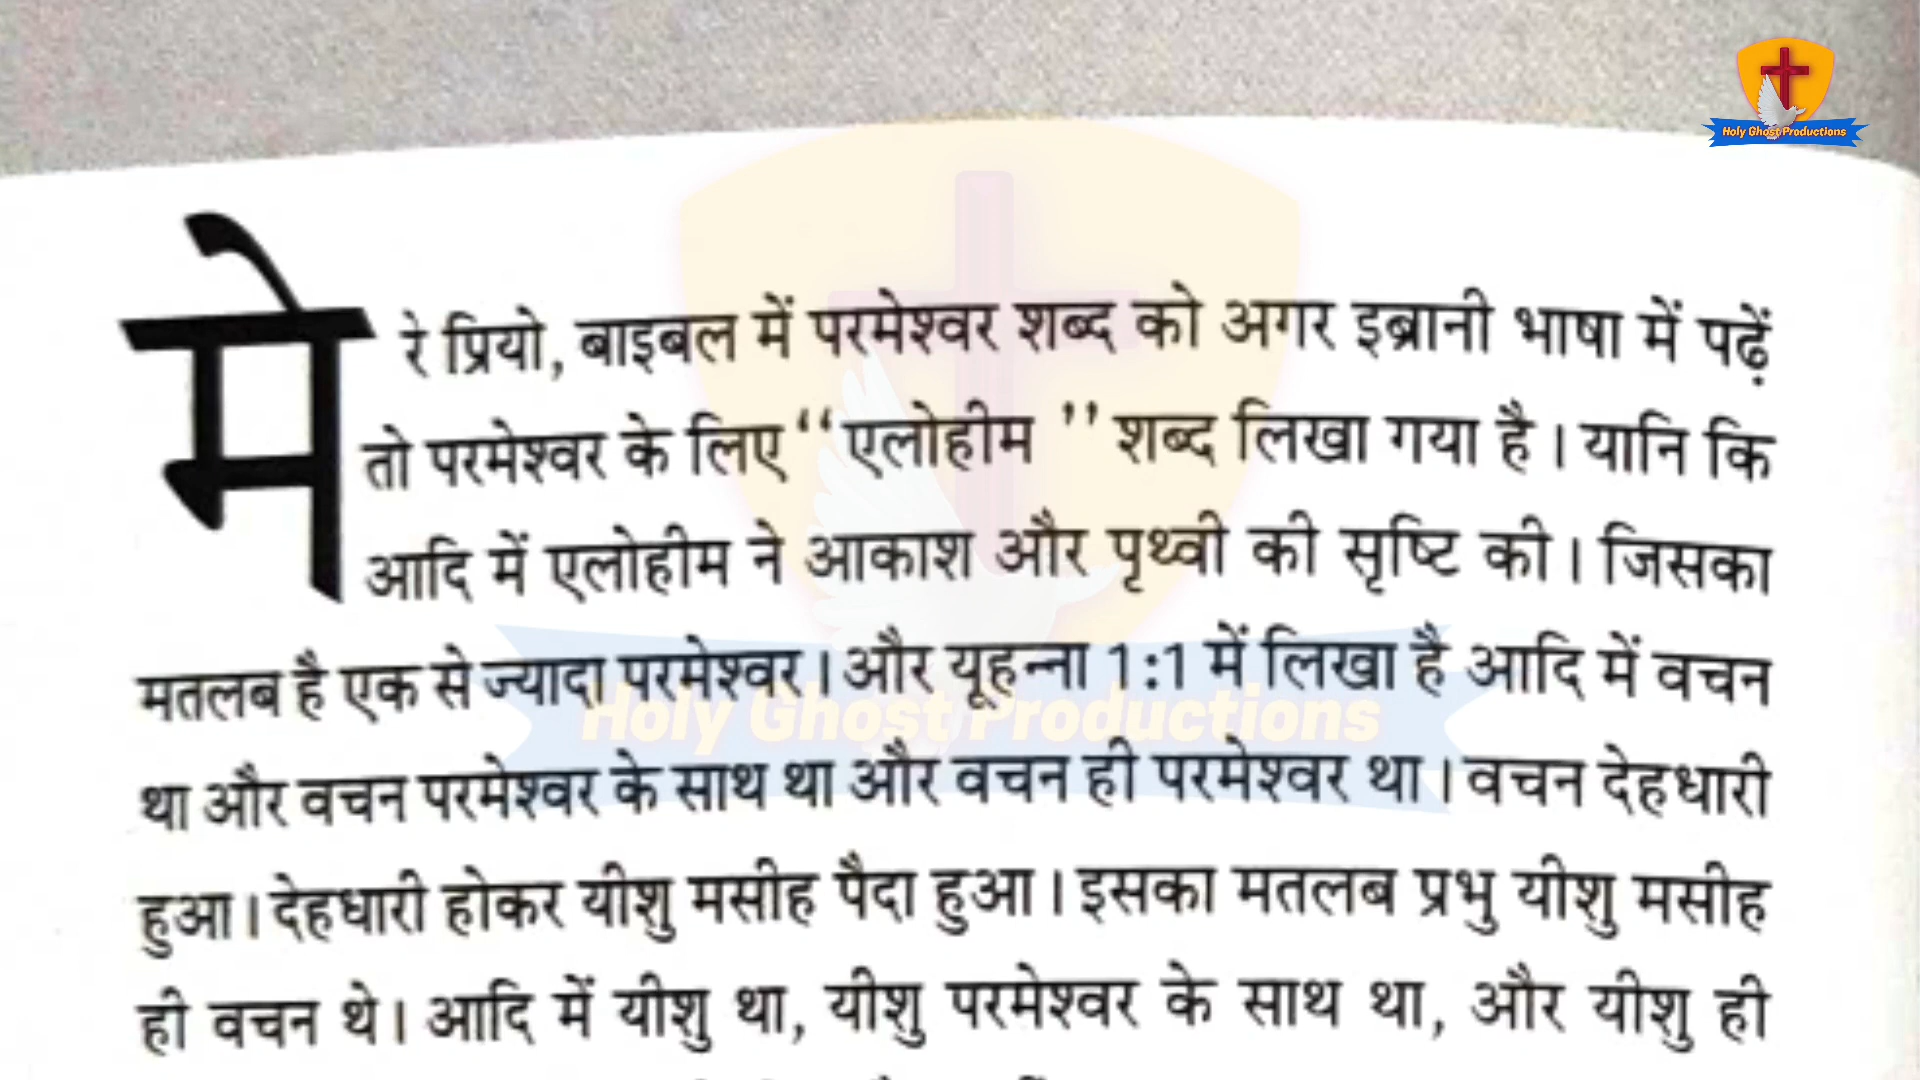 Holy Ghost Productions
मेरे प्रियो, बाइबल में परमेश्वर शब्द को अगर इब्रानी भाषा में पढ़ें
तो परमेश्वर के लिए “एलोहीम ” शब्द लिखा गया है। यानि कि
आदि में एलोहीम ने आकाश और पृथ्वी की सृष्टि की। जिसका
मतलब है एक से ज्यादा परमेश्वर। और यूहन्ना 1:1 में लिखा है आदि में वचन
Holy Ghost Productions
था और वचन परमेश्वर के साथ था और वचन ही परमेश्वर था। वचन देहधारी
हुआ। देहधारी होकर यीशु मसीह पैदा हुआ। इसका मतलब प्रभु यीशु मसीह
ही वचन थे। आदि में यीशु था, यीशु परमेश्वर के साथ था, और यीशु ही